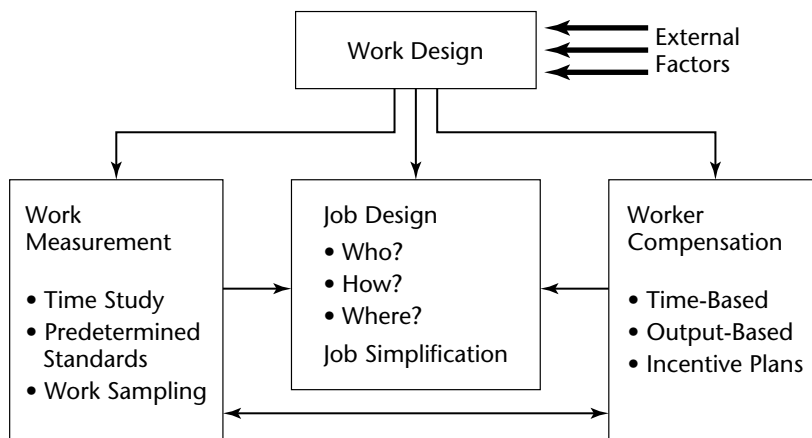 Work Design
External
Factors
Work
Measurement
• Time Study
• Predetermined
Standards
• Work Sampling
Job Design
• Who?
• How?
• Where?
Job Simplification
Worker
Compensation
• Time-Based
• Output-Based
• Incentive Plans